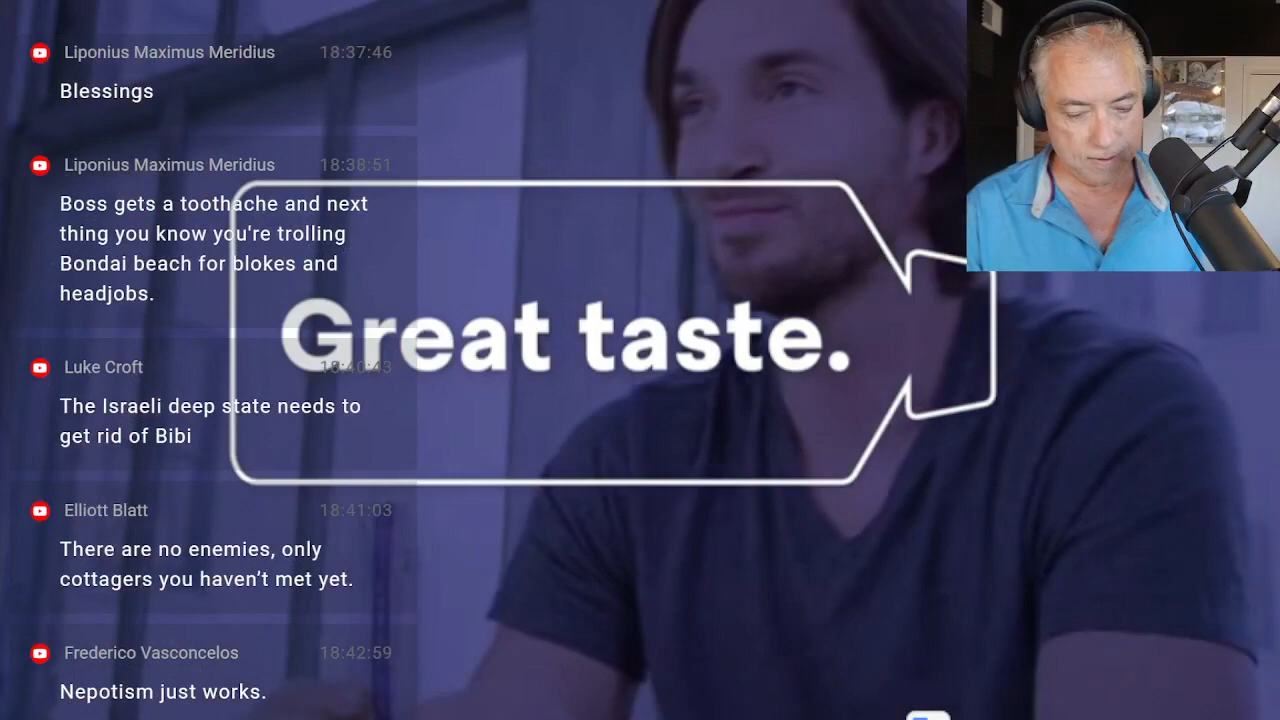 Liponius Maximus Meridius 18:37:46
Blessings
Liponius Maximus Meridius 18:38:51
Boss gets a toothache and next
thing you know you're trolling
Bondai beach for blokes and
headjobs.
Great taste.
Luke Croft 18:40:43
The Israeli deep state needs to
get rid of Bibi
Elliott Blatt 18:41:03
There are no enemies, only
cottagers you haven't met yet.
Frederico Vasconcelos 18:42:59
Nepotism just works.